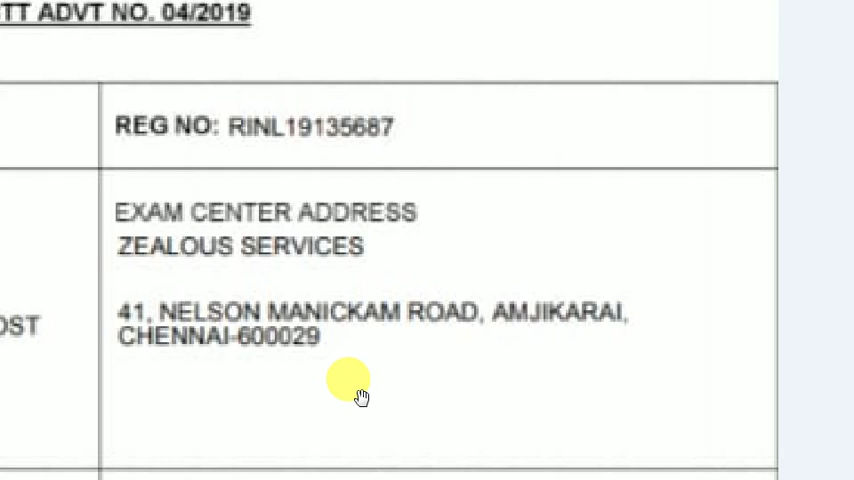 TT ADVT NO. 04/2019
REG NO: RINL19135687
EXAM CENTER ADDRESS
ZEALOUS SERVICES
41, NELSON MANICKAM ROAD, AMJIKARAI,
OST
CHENNAI-600029